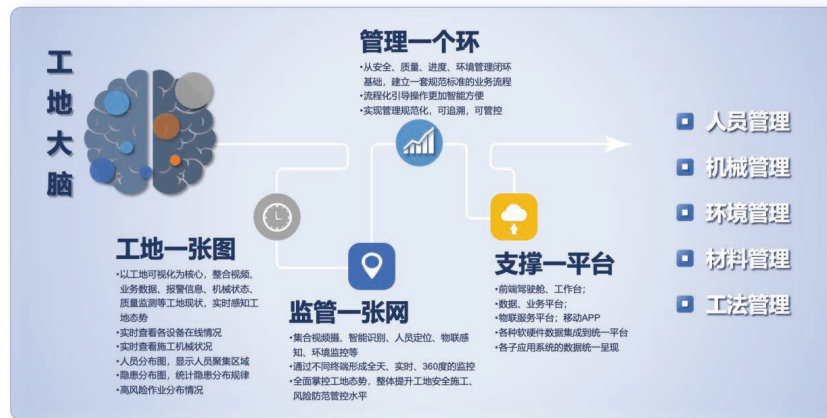 工地大脑
管理一个环
•从安全、质量、进度、环境管理闭环
基础，建立一套规范标准的业务流程
•流程化引导操作更加智能方便
•实现管理规范化，可追溯，可管控
工地一张图
•以工地可视化为核心，整合视频、
业务数据、报警信息、机械状态、
质量监测等工地现状，实时感知工
地态势
•实时查看各设备在线情况
•实时查看施工机械状况
•人员分布图，显示人员聚集区域
•隐患分布图，统计隐患分布规律
•高风险作业分布情况
监管一张网
•集合视频摄、智能识别、人员定位、物联感
知、环境监控等
•通过不同终端形成全天、实时、360度的监控
•全面掌控工地态势，整体提升工地安全施工、
风险防范管控水平
支撑一平台
•前端驾驶舱、工作台；
•数据、业务平台；
•物联服务平台；移动APP
•各种软硬件数据集成到统一平台
•各子应用系统的数据统一呈现
人员管理
机械管理
环境管理
材料管理
工法管理